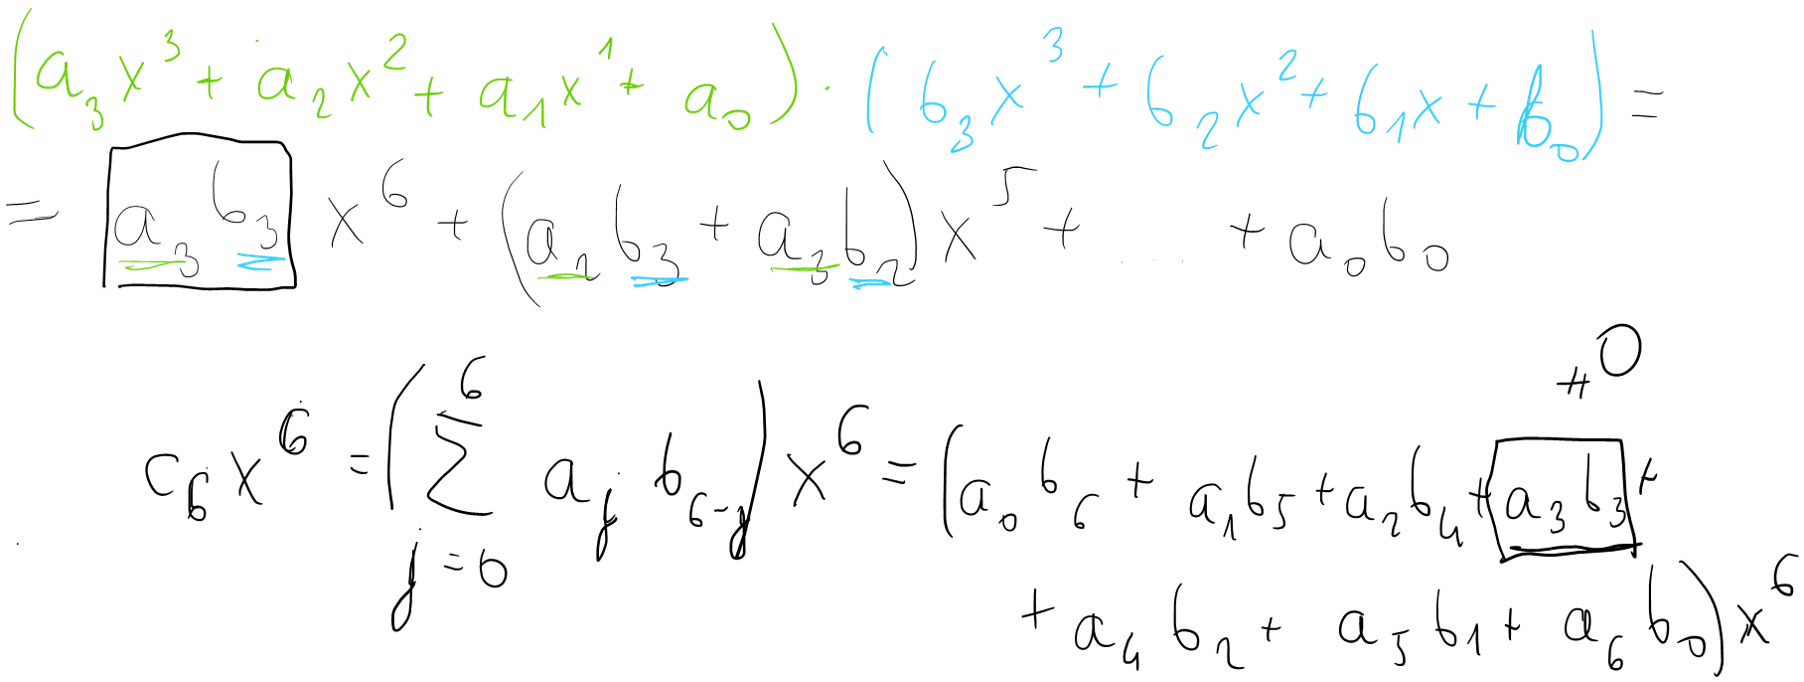 (a₃x³ + a₂x² + a₁x¹ + a₀) · (b₃x³ + b₂x² + b₁x + b₀) =
= a₃b₃ x⁶ + (a₂b₃ + a₃b₂)x⁵ + .... + a₀b₀
≠0
c₆x⁶ = (∑_{j=0}^{6} a_j b_{6-j})x⁶ = (a₀b₆ + a₁b₅ + a₂b₄ + a₃b₃ +
+ a₄b₂ + a₅b₁ + a₆b₀)x⁶